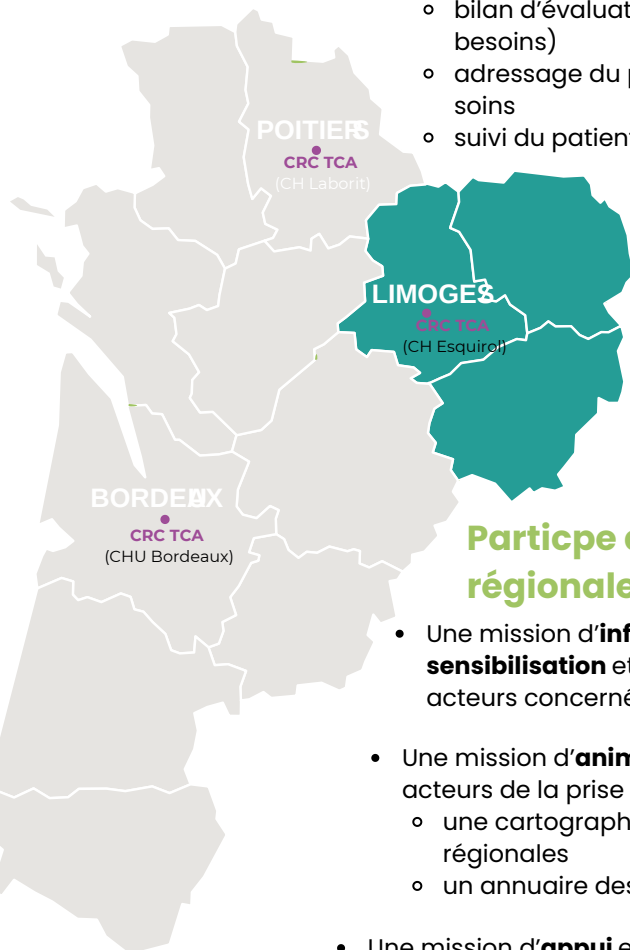 bilan d’évaluat
besoins)
adressage du p
soins
suivi du patient
POITIERS
CRC TCA
(CH Laborit)
LIMOGES
CRC TCA
(CH Esquirol)
BORDEAUX
CRC TCA
(CHU Bordeaux)
Particpe
régionale
Une mission d’inf
sensibilisation et
acteurs concerné
Une mission d’anim
acteurs de la prise
une cartograph
régionales
un annuaire des
Une mission d’appui e